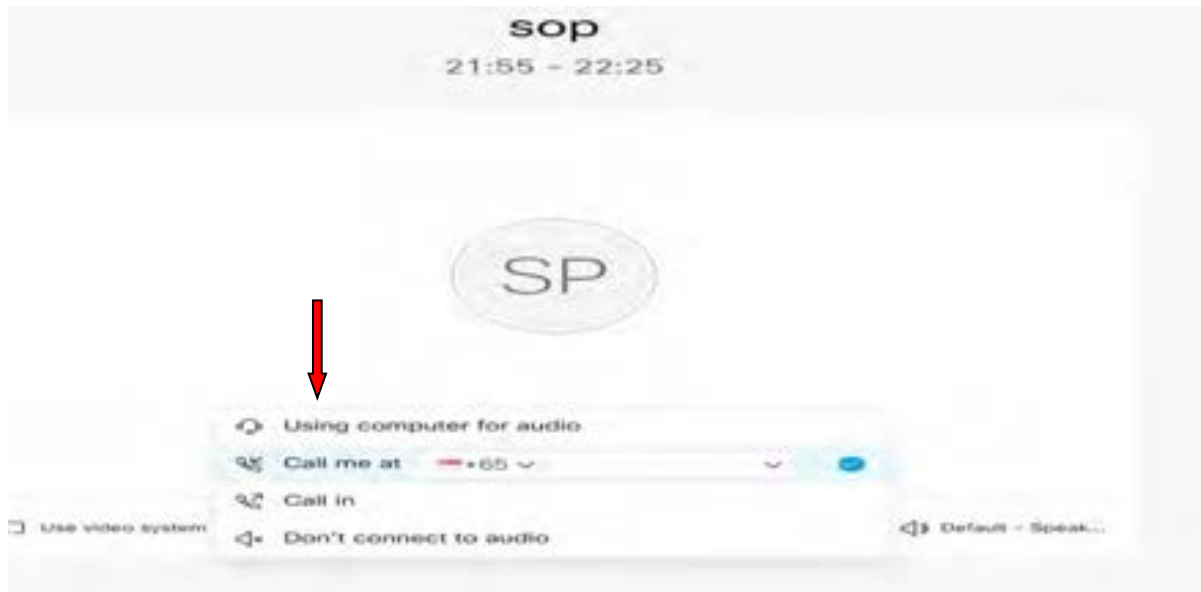 sop
21:55 - 22:25
SP
Using computer for audio
Call me at +65
Call in
Use video system
Don't connect to audio
Default - Speak...